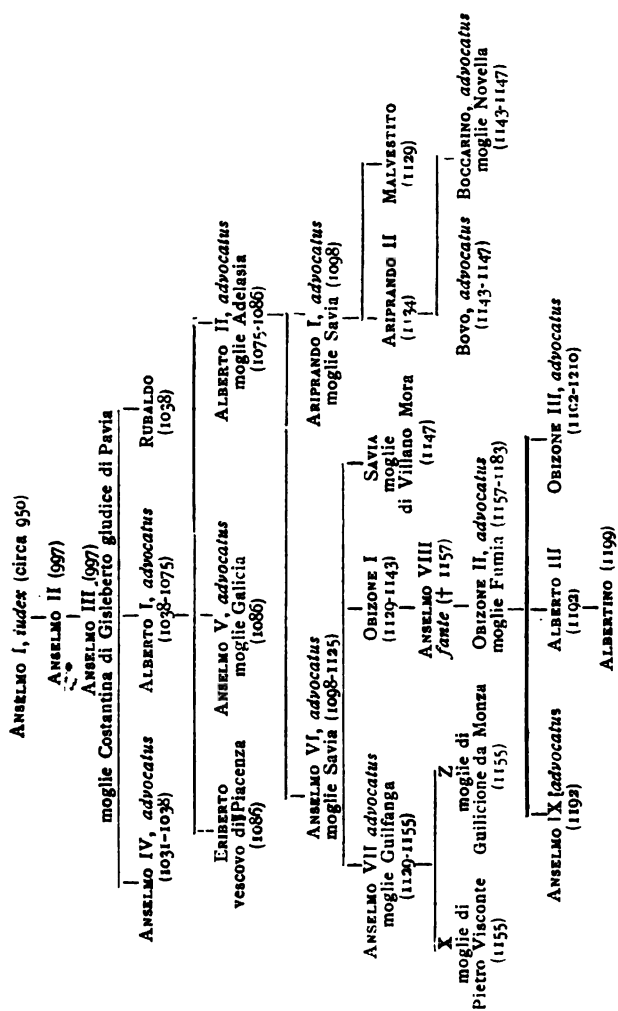 ANSELMO I, iudex (circa 950)
ANSELMO II (997)
ANSELMO III (997)
moglie Costantina di Gisleberto giudice di Pavia
ANSELMO IV, advocatus
(1031-1038)
ALBERTO I, advocatus
(1038-1075)
RUBALDO
(1038)
ERIBERTO
vescovo di Piacenza
(1086)
ANSELMO V, advocatus
moglie Galicia
(1086)
ALBERTO II, advocatus
moglie Adelasia
(1075-1086)
ANSELMO VI, advocatus
moglie Savia (1098-1125)
ARIPRANDO I, advocatus
moglie Savia (1098)
ANSELMO VII advocatus
moglie Guilfanga
(1129-1155)
OBIZONE I
(1129-1143)
SAVIA
moglie
di Villano Mora
(1147)
ARIPRANDO II
(1134)
MALVESTITO
(1129)
X
moglie di
Pietro Visconte
(1155)
Z
moglie di
Guilicione da Monza
(1155)
ANSELMO VIII
fante († 1157)
BOVO, advocatus
(1143-1147)
BOCCARINO, advocatus
moglie Novella
(1143-1147)
OBIZONE II, advocatus
moglie Fumia (1157-1183)
ANSELMO IX advocatus
(1192)
ALBERTO III
(1192)
OBIZONE III, advocatus
(1192-1210)
ALBERTINO (1199)